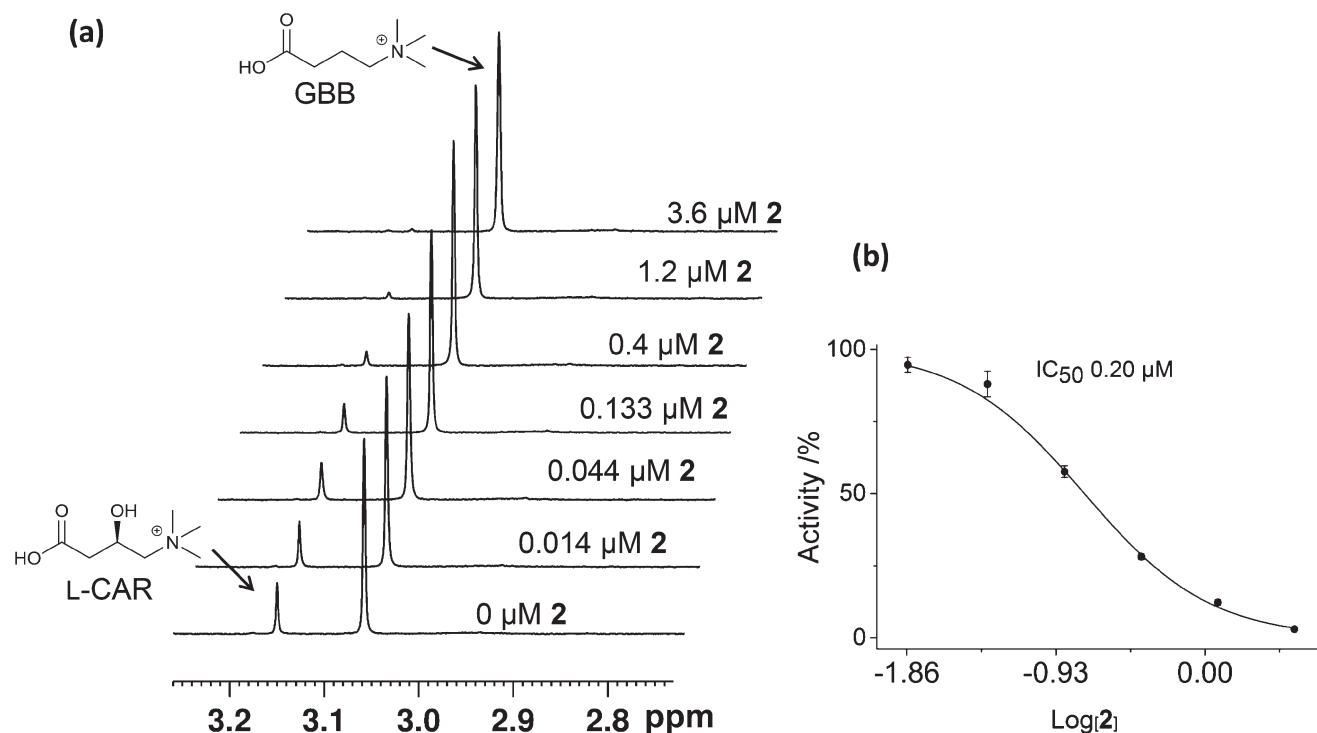 (a)
O
HO
⊕
N
GBB
3.6 µM 2
1.2 µM 2
0.4 µM 2
0.133 µM 2
0.044 µM 2
0.014 µM 2
0 µM 2
O
OH
HO
⊕
N
L-CAR
3.2 3.1 3.0 2.9 2.8 ppm
(b)
IC50 0.20 µM
100
50
0
Activity /%
-1.86 -0.93 0.00
Log[2]